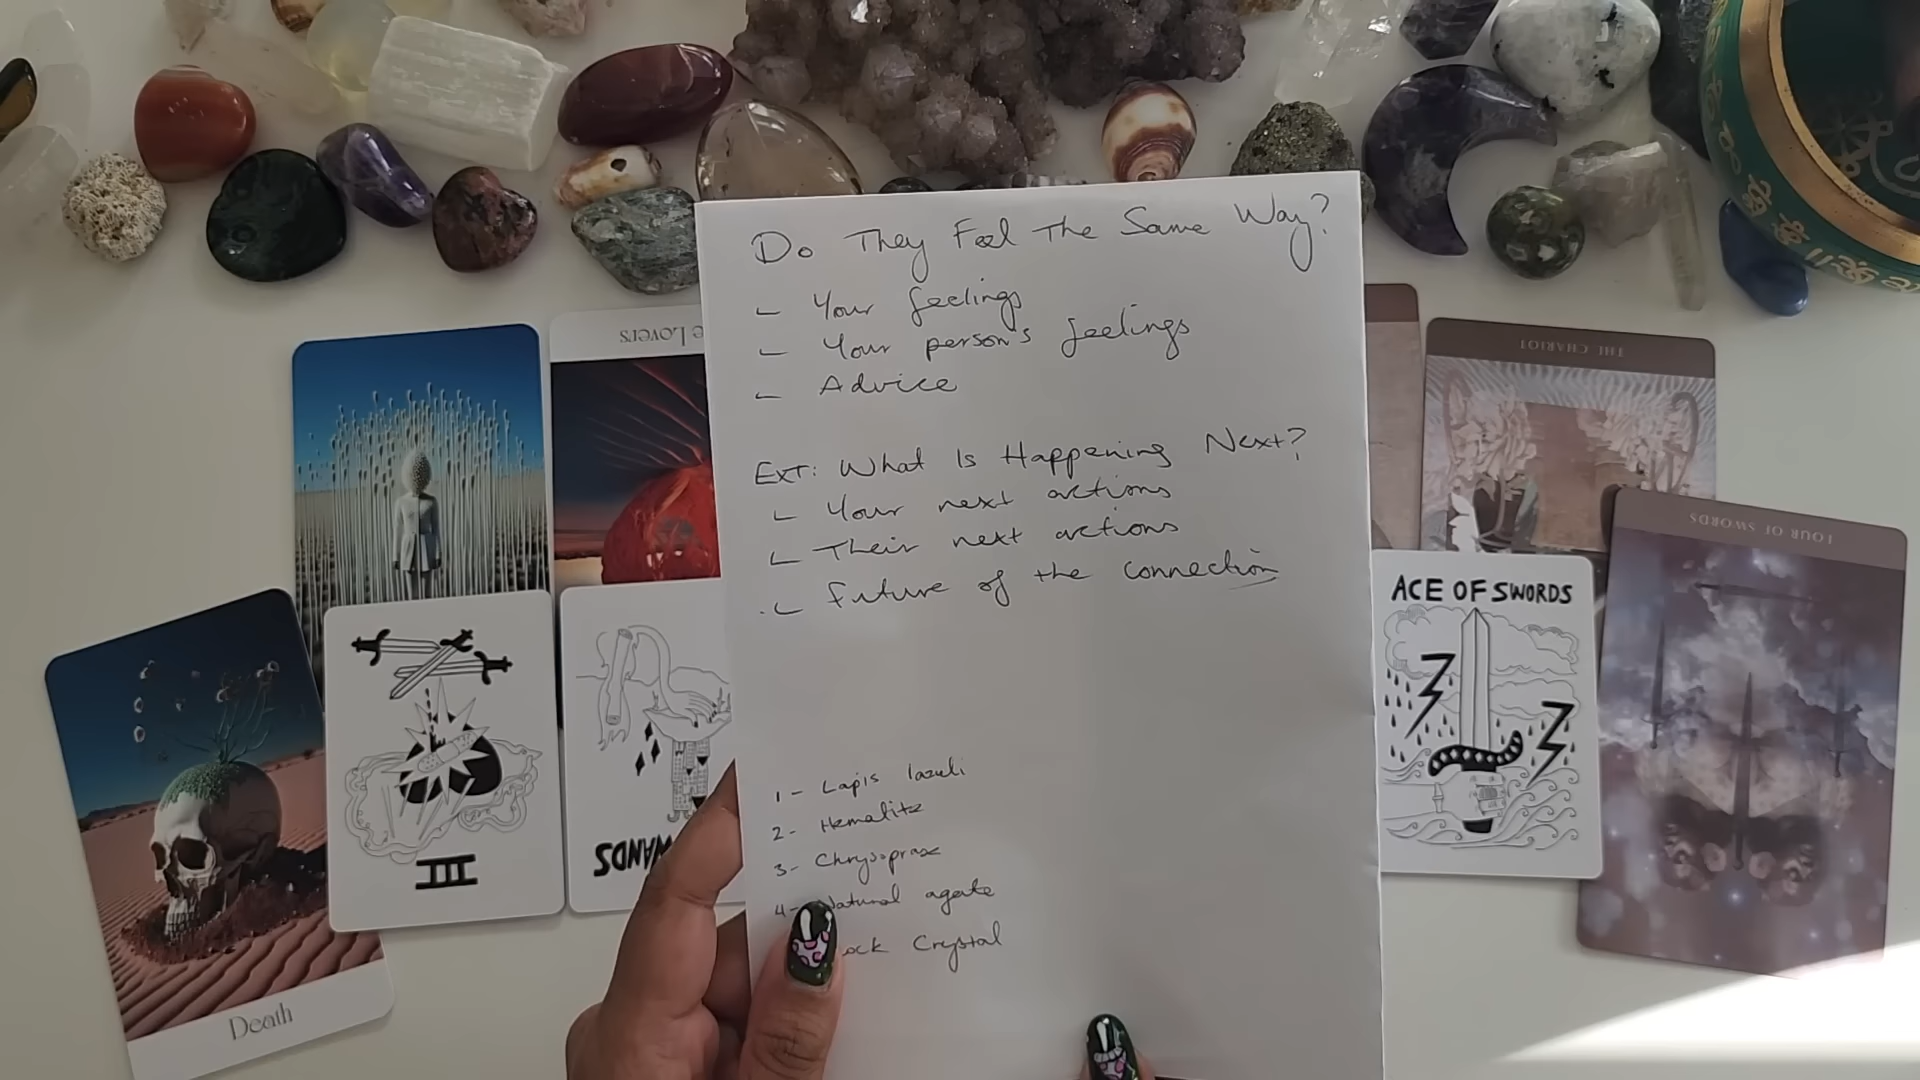 Do They Feel The Same Way?
- Your feelings
- Your person's feelings
- Advice
EXT: What Is Happening Next?
- Your next actions
- Their next actions
- Future of the connection
1 - Lapis lazuli
2 - Hematite
3 - Chrysoprase
4 - Natural agate
ock Crystal
e Lovers
THE CHARIOT
FOUR OF SWORDS
ACE OF SWORDS
III
WANDS
Death